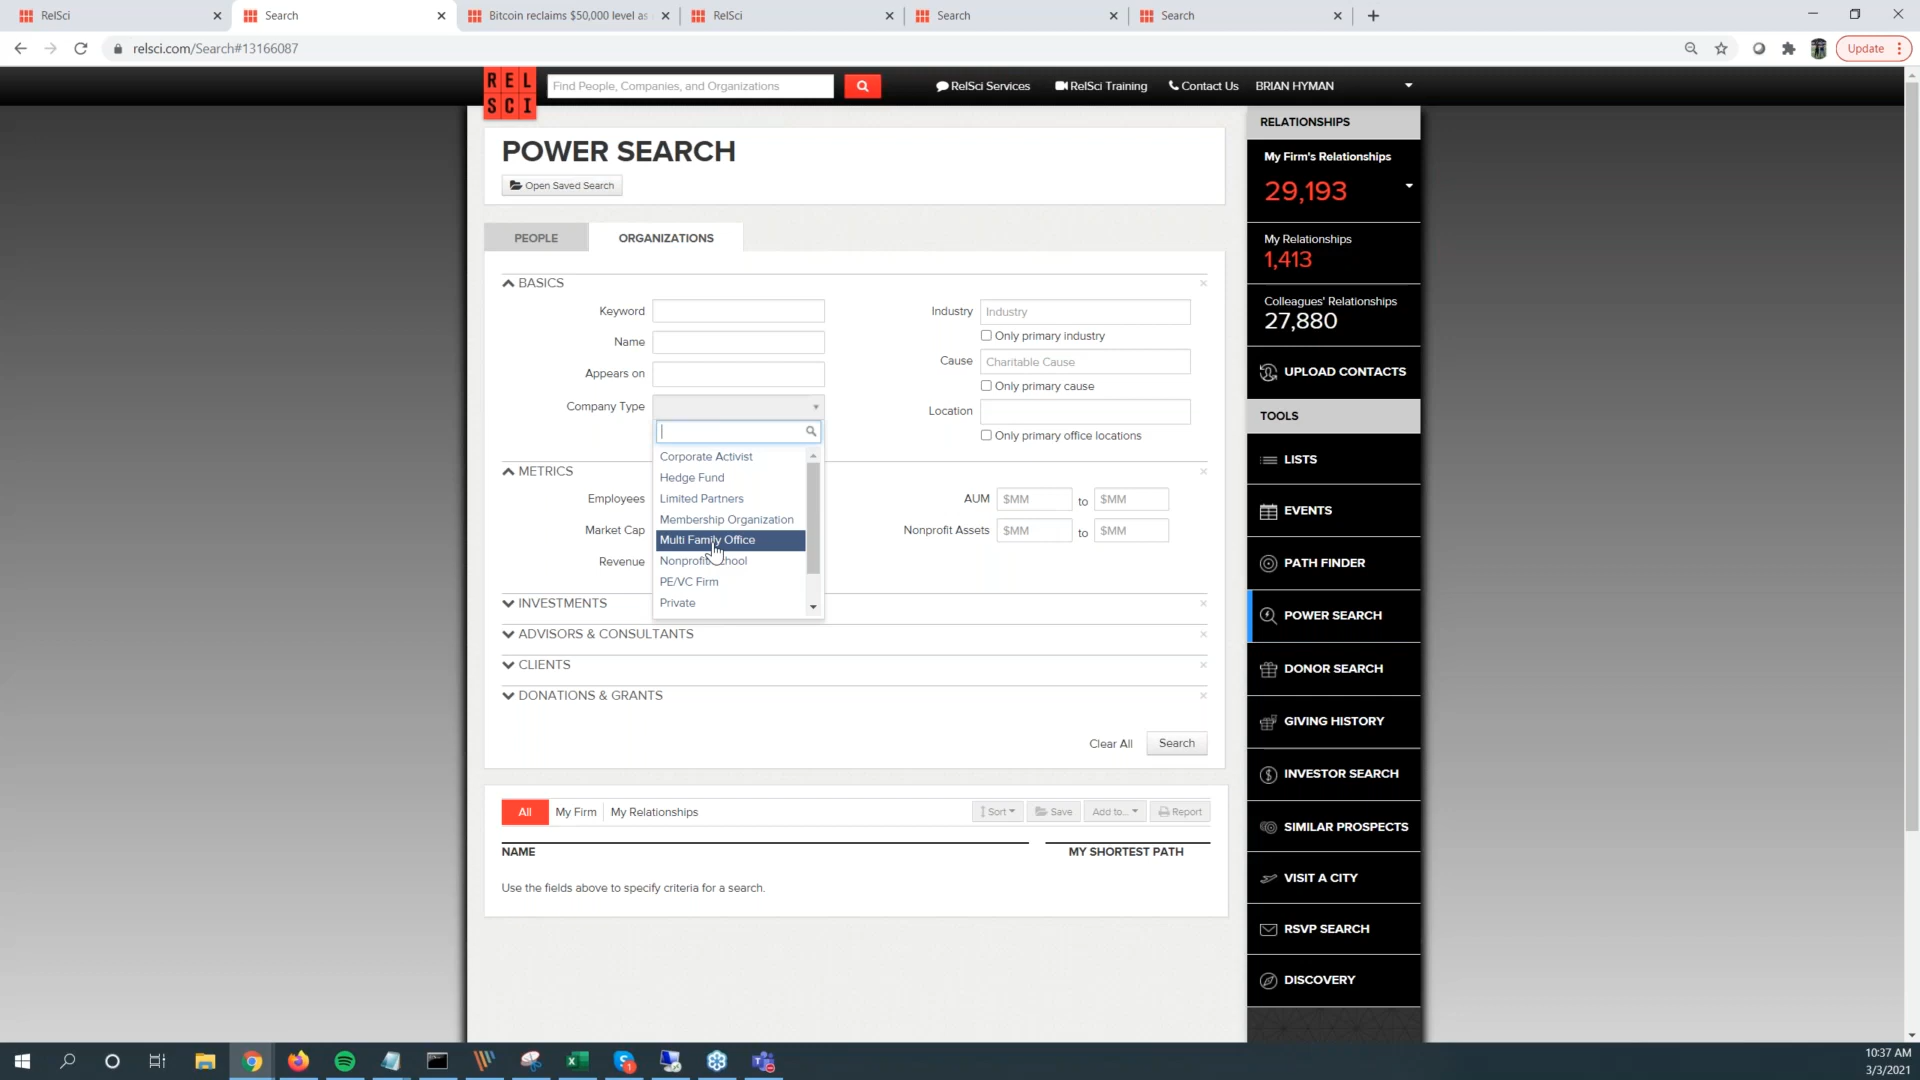 RelSci
Search
Bitcoin reclaims $50,000 level as
RelSci
Search
Search
relsci.com/Search#13166087
Update
REL
SCI
Find People, Companies, and Organizations
RelSci Services
RelSci Training
Contact Us
BRIAN HYMAN
POWER SEARCH
Open Saved Search
PEOPLE
ORGANIZATIONS
BASICS
Keyword
Name
Appears on
Company Type
Corporate Activist
Hedge Fund
Limited Partners
Membership Organization
Multi Family Office
PE/VC Firm
Private
Industry
Industry
Only primary industry
Cause
Charitable Cause
Only primary cause
Location
Only primary office locations
METRICS
Employees
Market Cap
Revenue
AUM
$MM
to
$MM
Nonprofit Assets
$MM
to
$MM
INVESTMENTS
ADVISORS & CONSULTANTS
CLIENTS
DONATIONS & GRANTS
Clear All
Search
All
My Firm
My Relationships
Sort
Save
Add to...
Report
NAME
MY SHORTEST PATH
Use the fields above to specify criteria for a search.
RELATIONSHIPS
My Firm's Relationships
29,193
My Relationships
1,413
Colleagues' Relationships
27,880
UPLOAD CONTACTS
TOOLS
LISTS
EVENTS
PATH FINDER
POWER SEARCH
DONOR SEARCH
GIVING HISTORY
INVESTOR SEARCH
SIMILAR PROSPECTS
VISIT A CITY
RSVP SEARCH
DISCOVERY
10:37 AM
3/3/2021